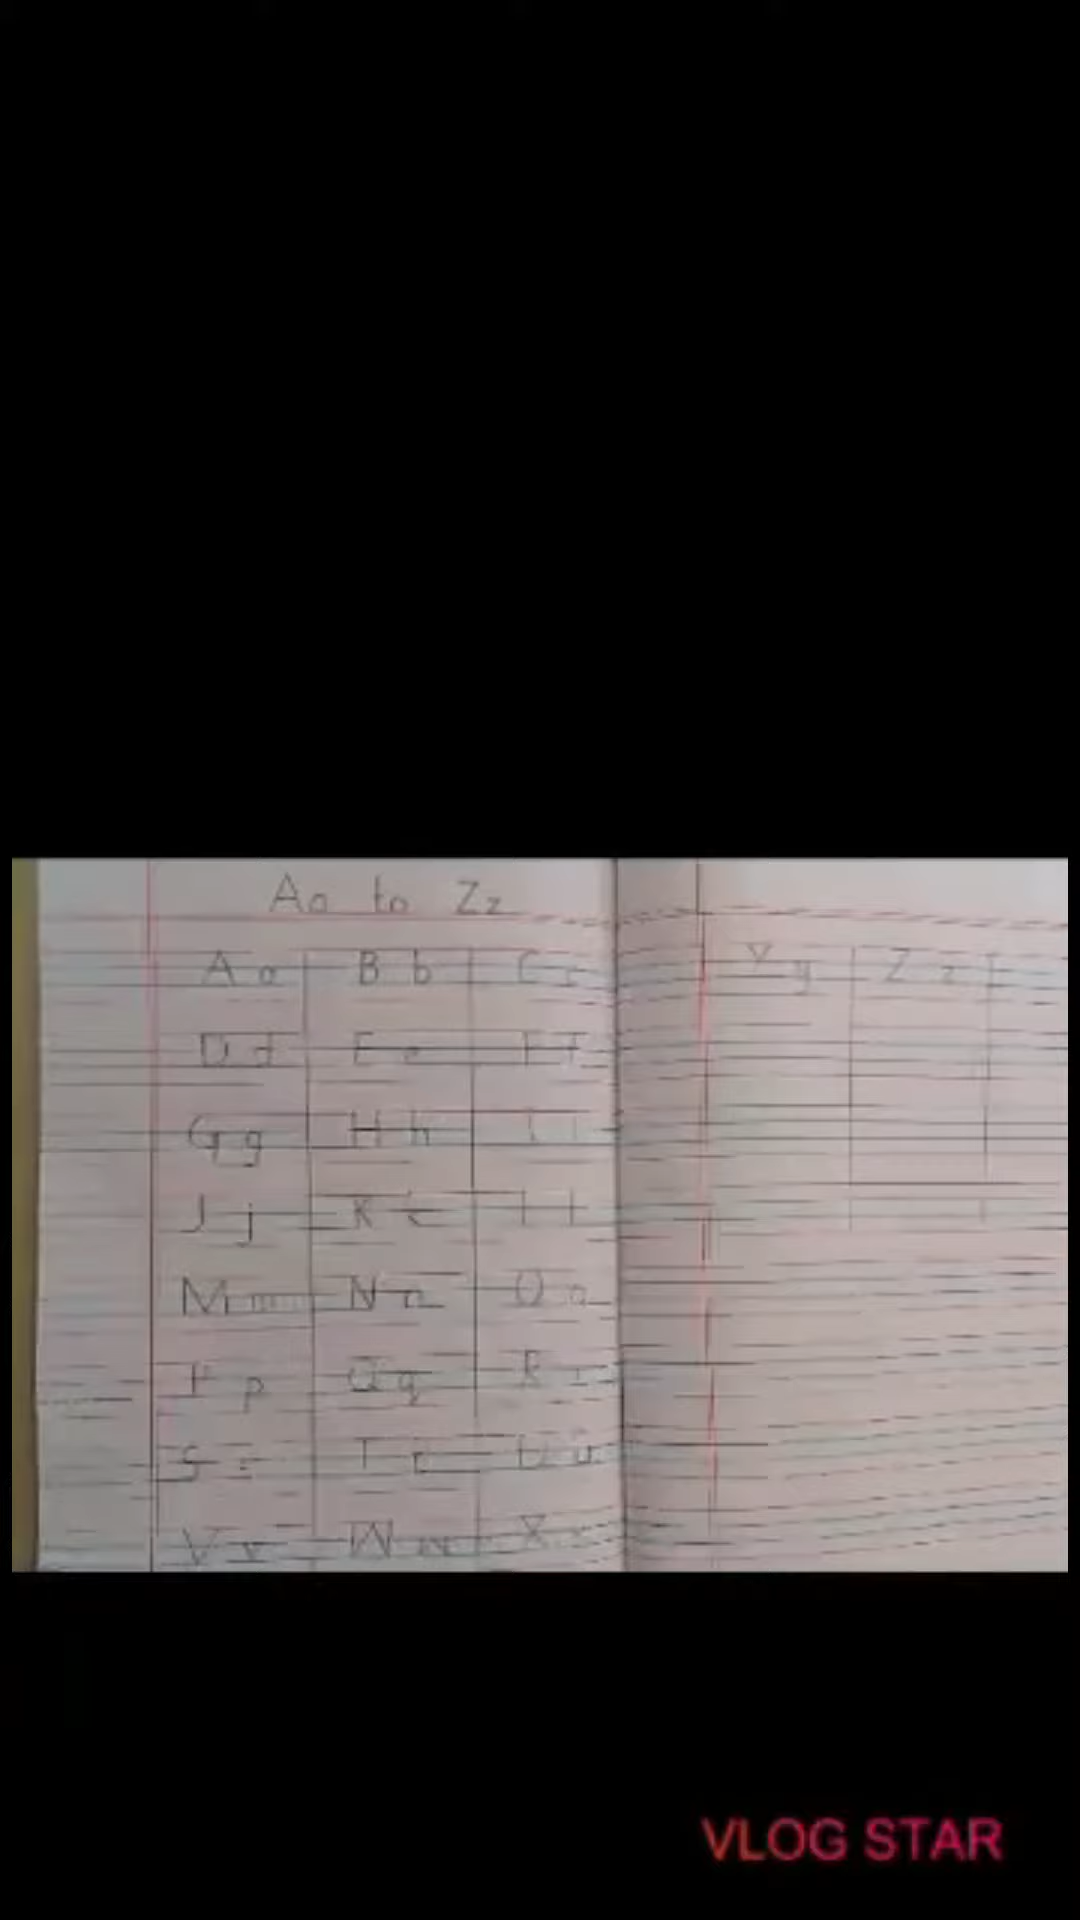 Aa to Zz
Aa Bb Cc
Dd Ee Ff
Gg Hh Ii
Jj Kk Ll
Mm Nn Oo
Pp Qq Rr
Ss Tt Uu
Vv Ww Xx
Yy Zz
VLOG STAR